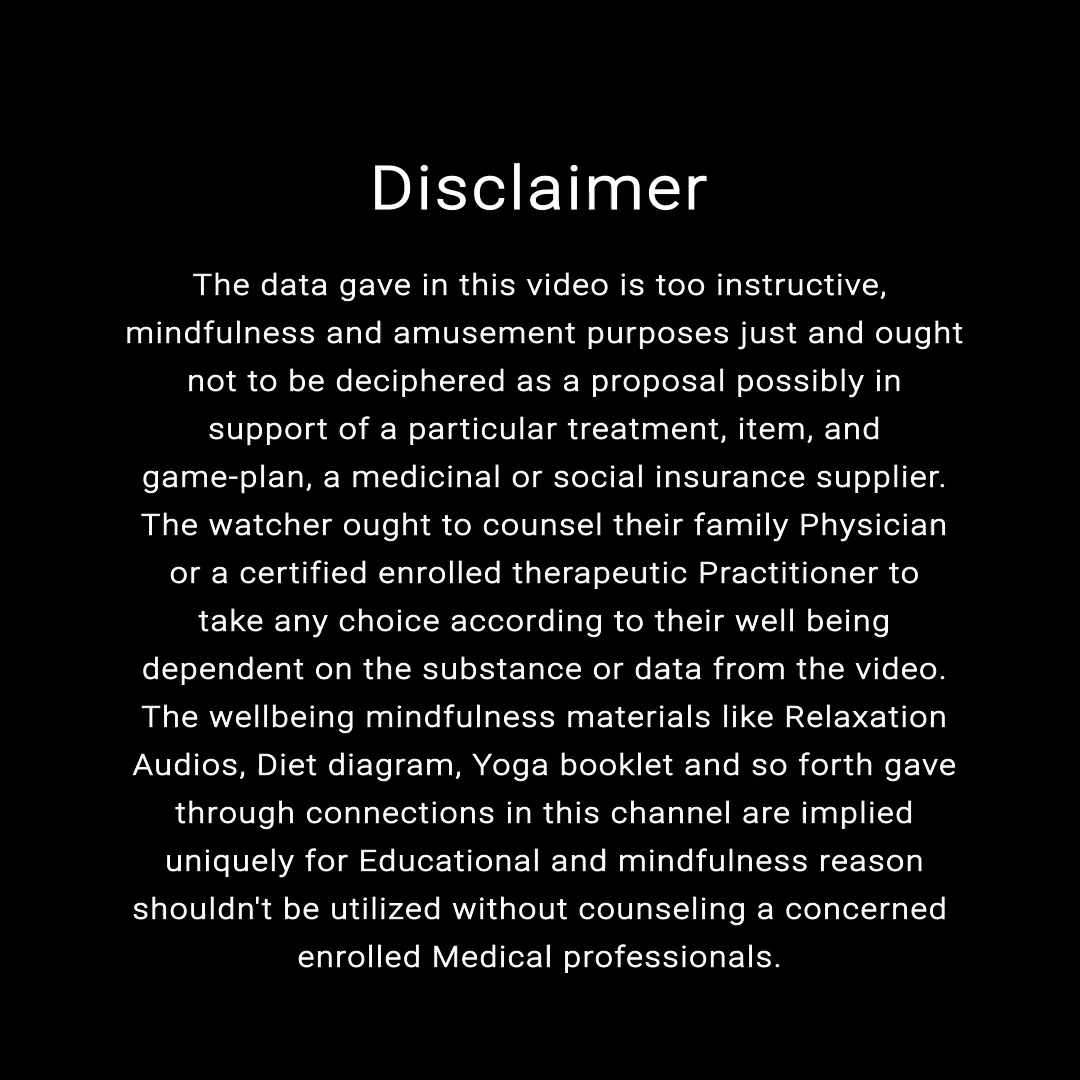 Disclaimer
The data gave in this video is too instructive,
mindfulness and amusement purposes just and ought
not to be deciphered as a proposal possibly in
support of a particular treatment, item, and
game-plan, a medicinal or social insurance supplier.
The watcher ought to counsel their family Physician
or a certified enrolled therapeutic Practitioner to
take any choice according to their well being
dependent on the substance or data from the video.
The wellbeing mindfulness materials like Relaxation
Audios, Diet diagram, Yoga booklet and so forth gave
through connections in this channel are implied
uniquely for Educational and mindfulness reason
shouldn't be utilized without counseling a concerned
enrolled Medical professionals.